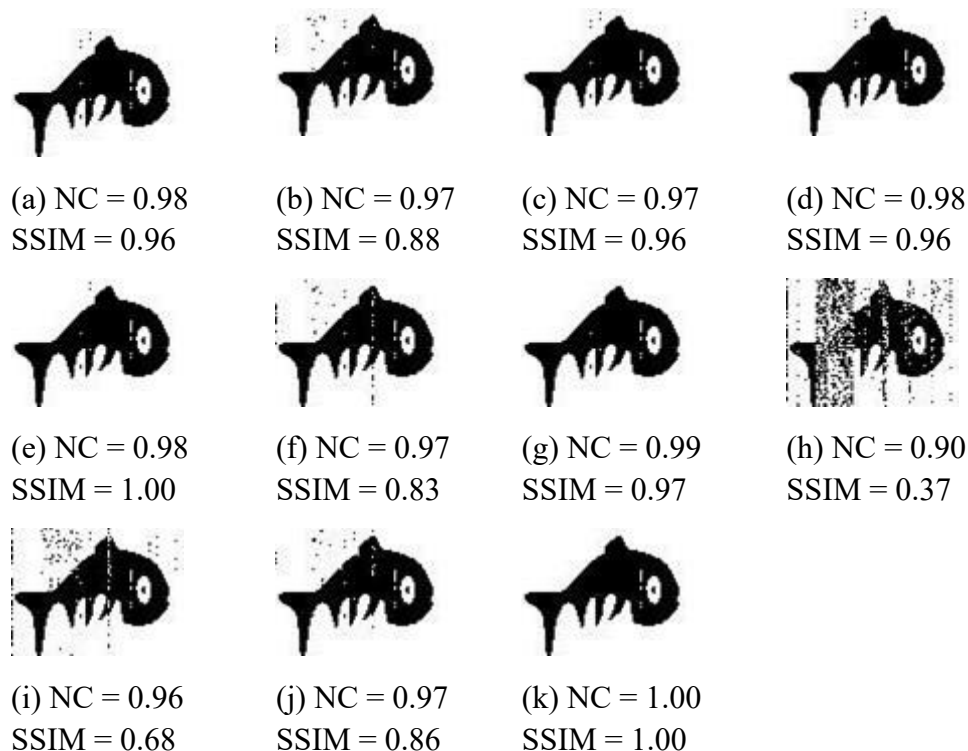 (a) NC = 0.98
SSIM = 0.96
(b) NC = 0.97
SSIM = 0.88
(c) NC = 0.97
SSIM = 0.96
(d) NC = 0.98
SSIM = 0.96
(e) NC = 0.98
SSIM = 1.00
(f) NC = 0.97
SSIM = 0.83
(g) NC = 0.99
SSIM = 0.97
(h) NC = 0.90
SSIM = 0.37
(i) NC = 0.96
SSIM = 0.68
(j) NC = 0.97
SSIM = 0.86
(k) NC = 1.00
SSIM = 1.00